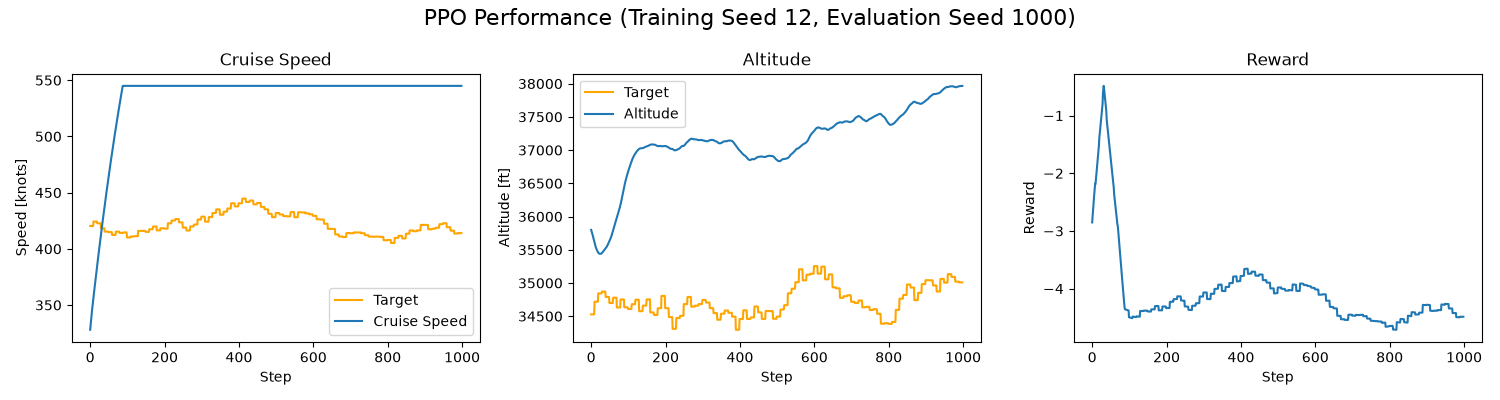 PPO Performance (Training Seed 12, Evaluation Seed 1000)
Cruise Speed
550
500
450
400
350
Speed [knots]
Target
Cruise Speed
0 200 400 600 800 1000
Step
Altitude
38000
37500
37000
36500
36000
35500
35000
34500
Altitude [ft]
Target
Altitude
0 200 400 600 800 1000
Step
Reward
−1
−2
−3
−4
Reward
0 200 400 600 800 1000
Step